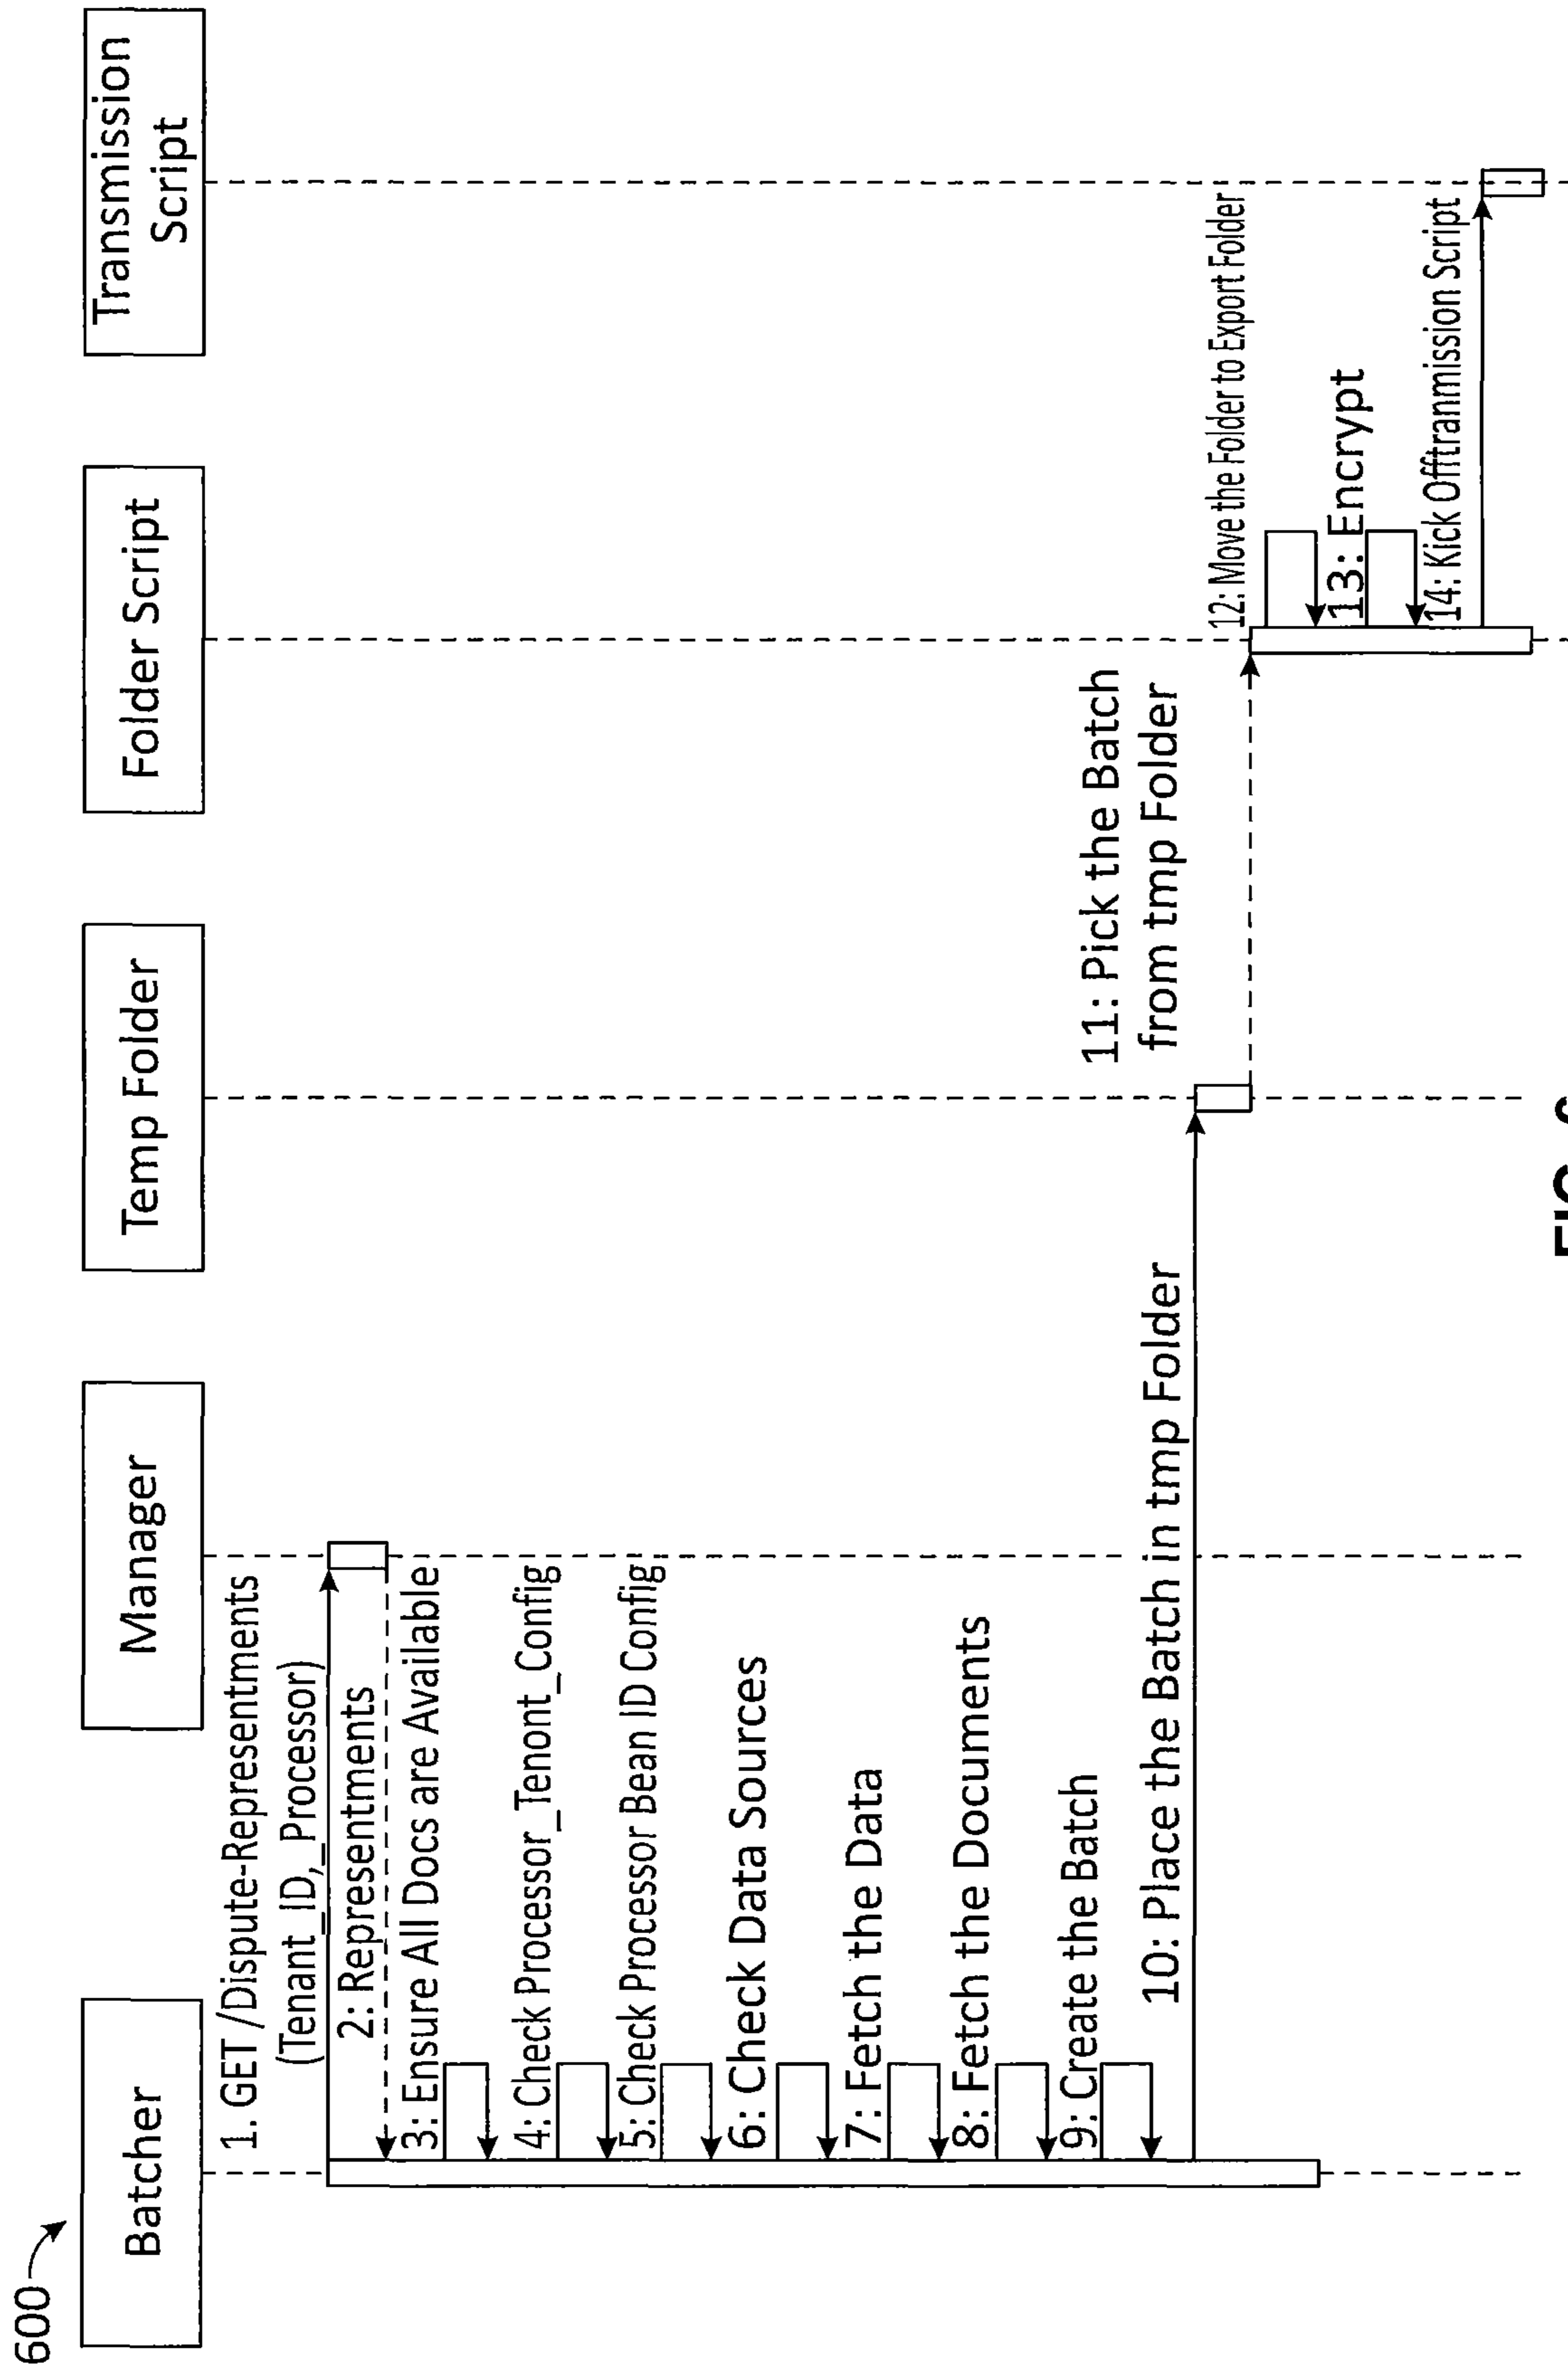 600
Batcher
Manager
Temp Folder
Folder Script
Transmission
Script
1. GET /Dispute-Representments
(Tenant_ID,_Processor)
2: Representments
3: Ensure All Docs are Available
4: Check Processor_Tenont_Config
5: Check Processor Bean ID Config
6: Check Data Sources
7: Fetch the Data
8: Fetch the Documents
9: Create the Batch
10: Place the Batch in tmp Folder
11: Pick the Batch
from tmp Folder
12: Move the Folder to Export Folder
13: Encrypt
14: Kick Offtranmission Script